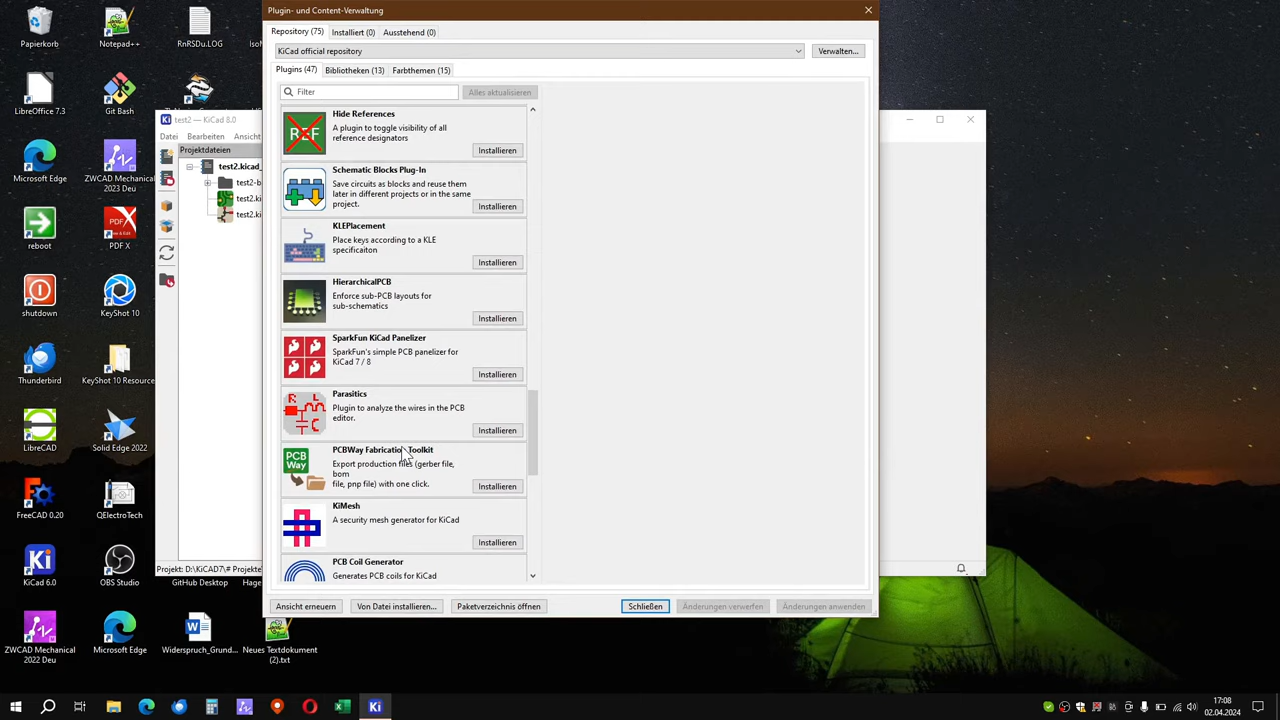 Plugin- und Content-Verwaltung
Repository (75)
Installiert (0)
Ausstehend (0)
KiCad official repository
Verwalten...
Plugins (47)
Bibliotheken (13)
Farbthemen (15)
Filter
Alles aktualisieren
Hide References
A plugin to toggle visibility of all
reference designators
Installieren
Schematic Blocks Plug-In
Save circuits as blocks and reuse them
later in different projects or in the same
project.
Installieren
KLEPlacement
Place keys according to a KLE
specificaiton
Installieren
HierarchicalPCB
Enforce sub-PCB layouts for
sub-schematics
Installieren
SparkFun KiCad Panelizer
SparkFun's simple PCB panelizer for
KiCad 7 / 8
Installieren
Parasitics
Plugin to analyze the wires in the PCB
editor.
Installieren
PCBWay Fabrication Toolkit
Export production files (gerber file,
bom
file, pnp file) with one click.
Installieren
KiMesh
A security mesh generator for KiCad
Installieren
PCB Coil Generator
Generates PCB coils for KiCad
Ansicht erneuern
Von Datei installieren...
Paketverzeichnis öffnen
Schließen
Änderungen verwerfen
Änderungen anwenden
REF
R L
C
PCB
Way
test2 — KiCad 8.0
Datei
Bearbeiten
Ansicht
Projektdateien
test2.kicad_
test2-b
test2.ki
test2.ki
Projekt: D:\KiCAD7\# Projekte
Papierkorb
Notepad++
RnRSDu.LOG
LibreOffice 7.3
Git Bash
Microsoft Edge
ZWCAD Mechanical
2023 Deu
reboot
PDF X
shutdown
KeyShot 10
Thunderbird
KeyShot 10 Resources
LibreCAD
Solid Edge 2022
FreeCAD 0.20
QElectroTech
KiCad 6.0
OBS Studio
GitHub Desktop
ZWCAD Mechanical
2022 Deu
Microsoft Edge
Widerspruch_Grund...
Neues Textdokument
(2).txt
17:08
02.04.2024